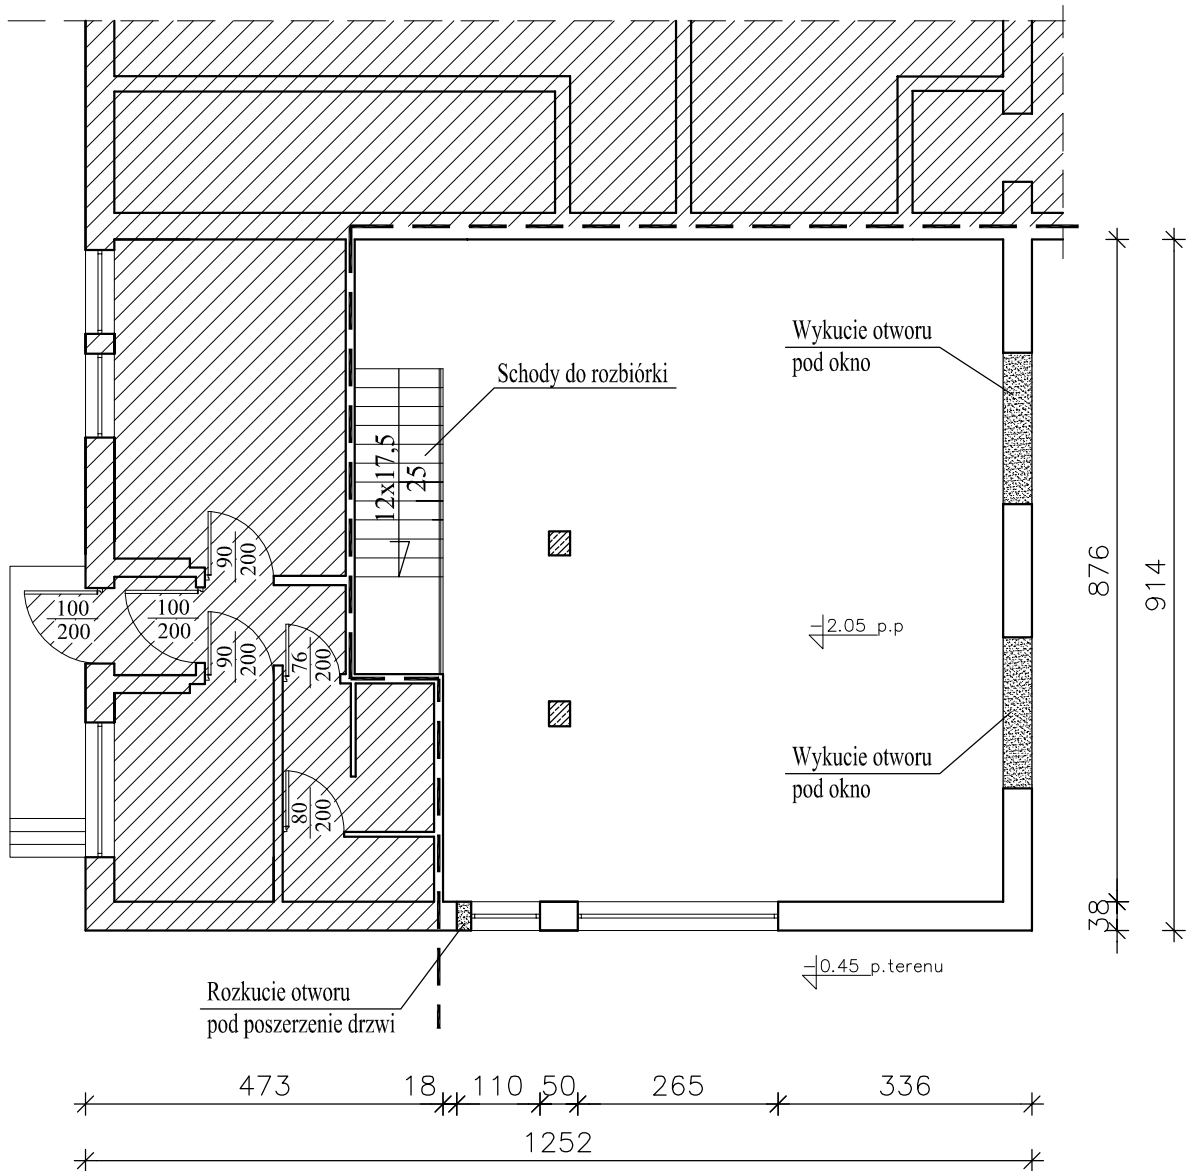 Wykucie otworu
pod okno
Schody do rozbiórki
12x17,5
25
90
200
876
914
100
200
100
200
90
200
76
200
-2.05 p.p
Wykucie otworu
pod okno
80
200
38
-0.45 p.terenu
Rozkucie otworu
pod poszerzenie drzwi
473 18 110 50 265 336
1252